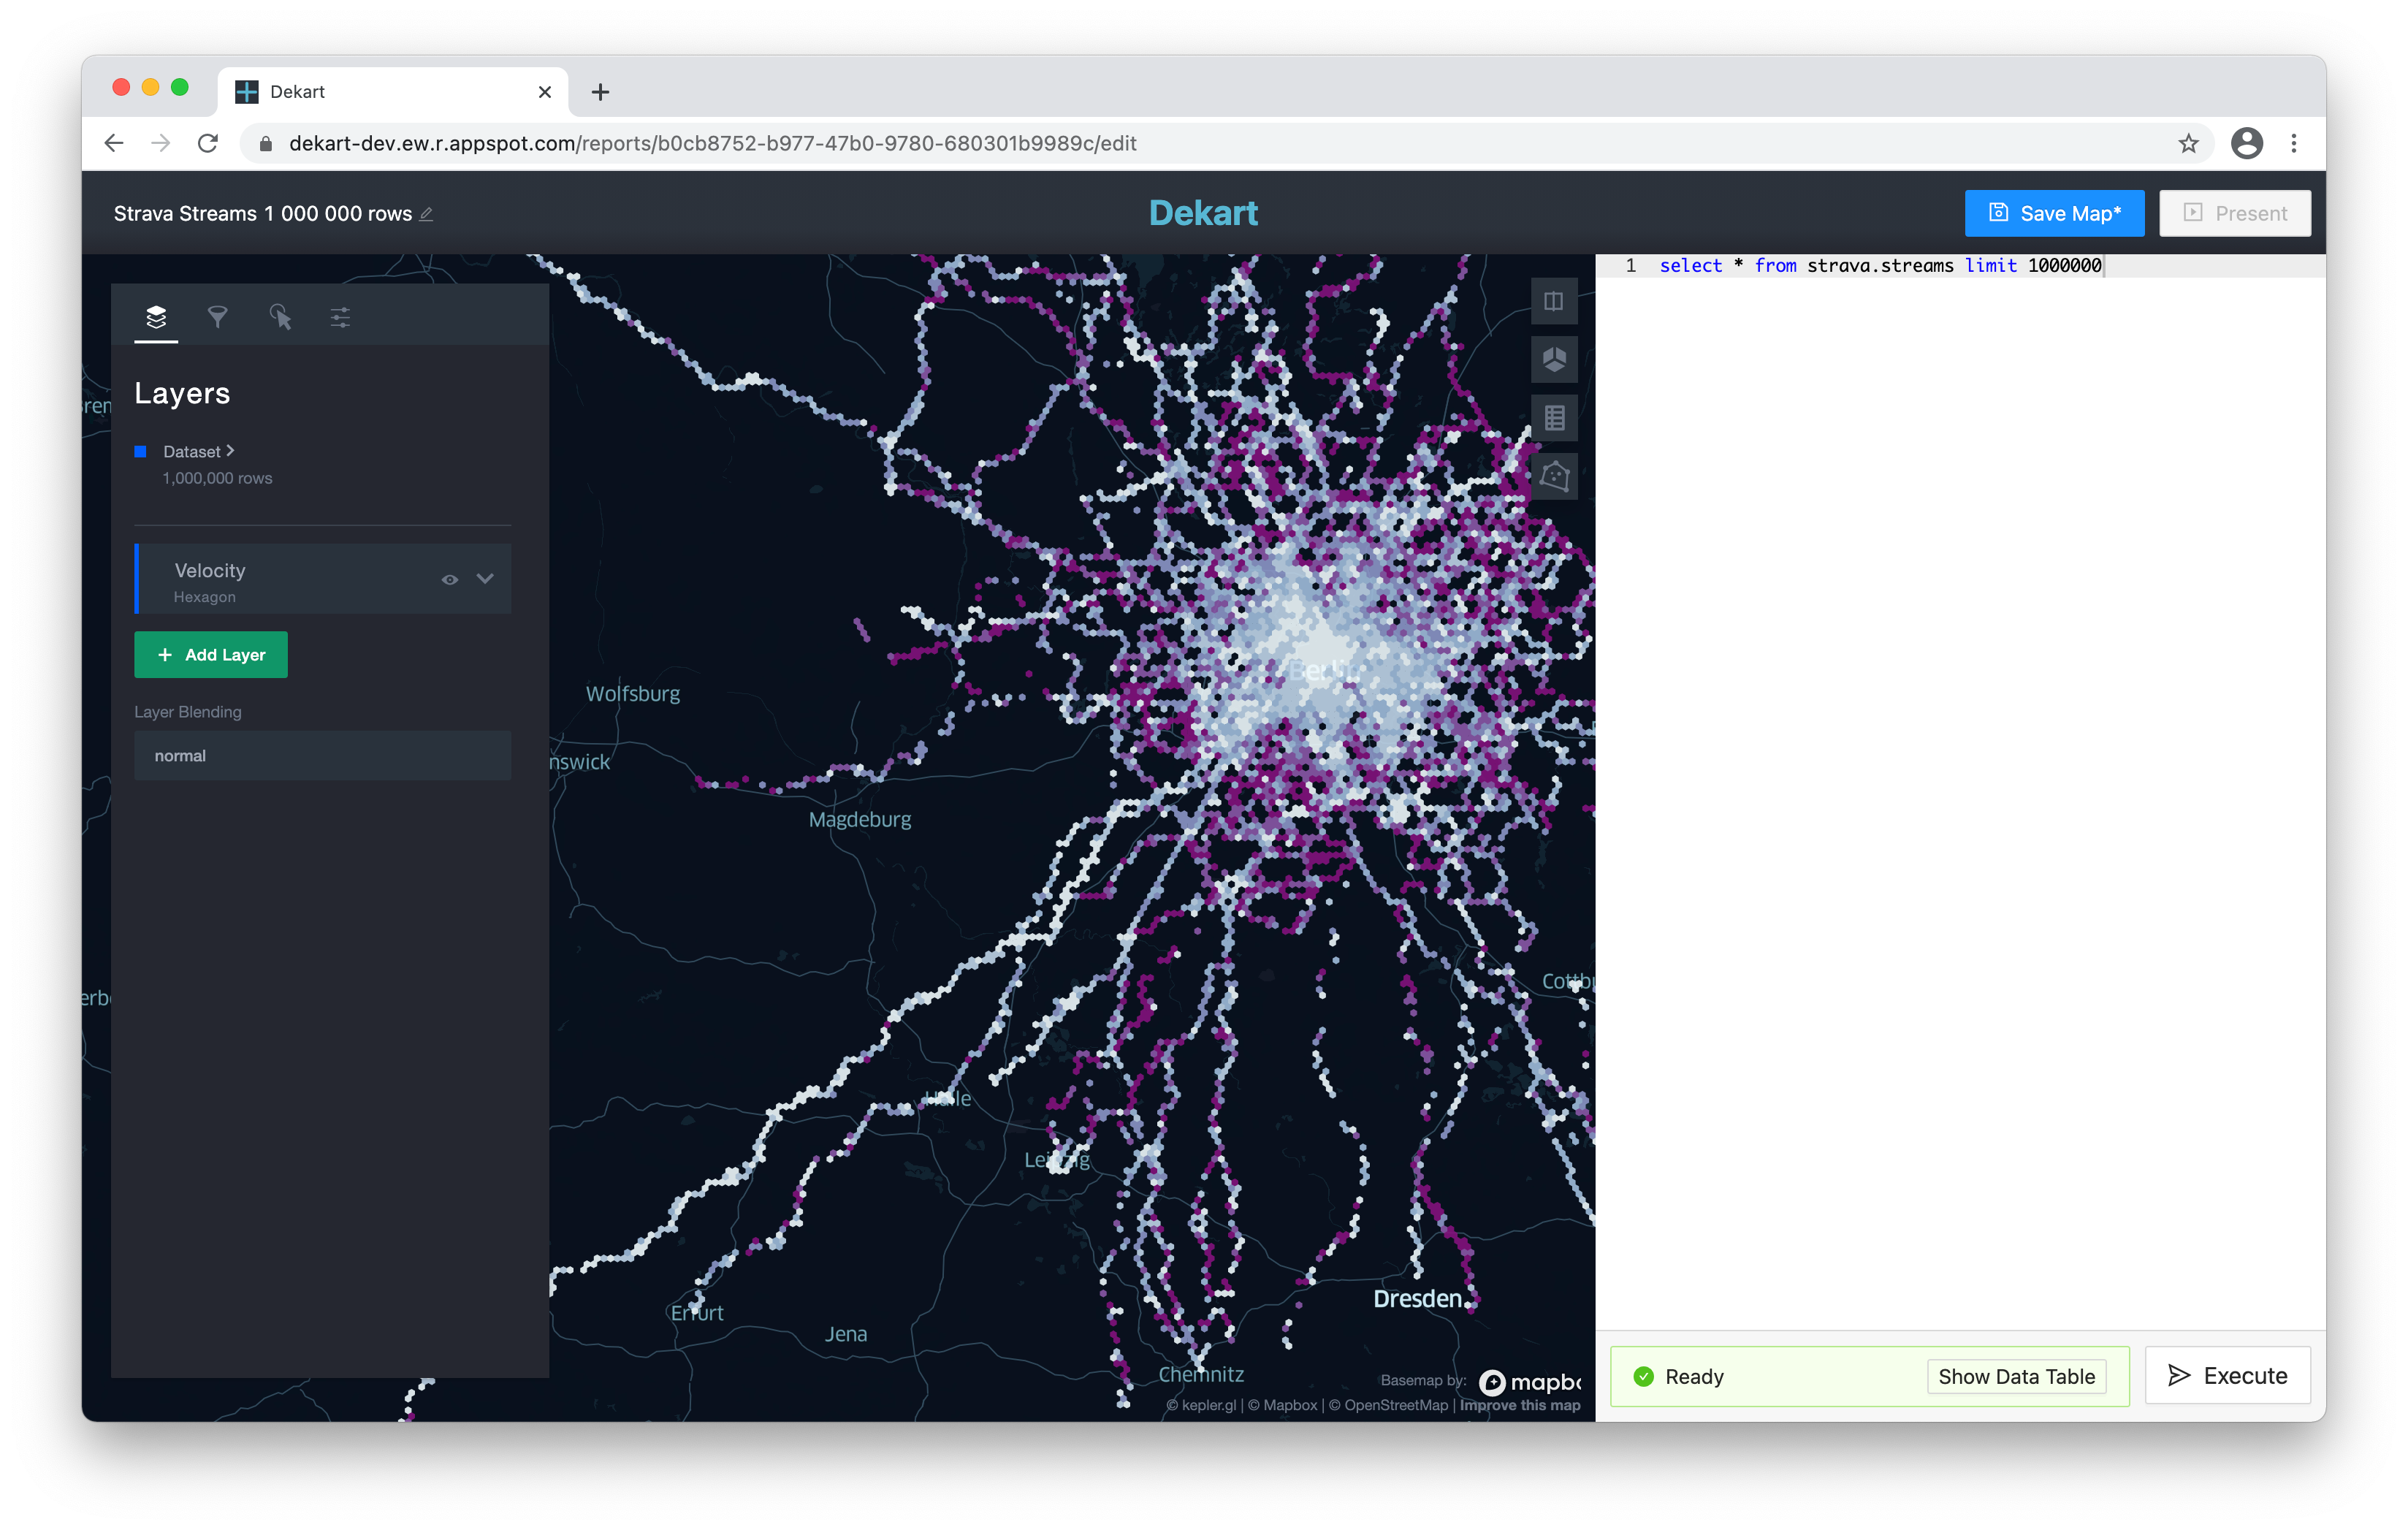 Dekart
dekart-dev.ew.r.appspot.com/reports/b0cb8752-b977-47b0-9780-680301b9989c/edit
Strava Streams 1 000 000 rows
Dekart
Save Map*
Present
Layers
Dataset
1,000,000 rows
Velocity
Hexagon
+ Add Layer
Layer Blending
normal
Berlin
Wolfsburg
nswick
Magdeburg
Cottbu
erbo
Halle
Leipzig
Dresden
Erfurt
Jena
Chemnitz
Basemap by: mapbo
© kepler.gl | © Mapbox | © OpenStreetMap | Improve this map
1 select * from strava.streams limit 1000000
Ready
Show Data Table
Execute